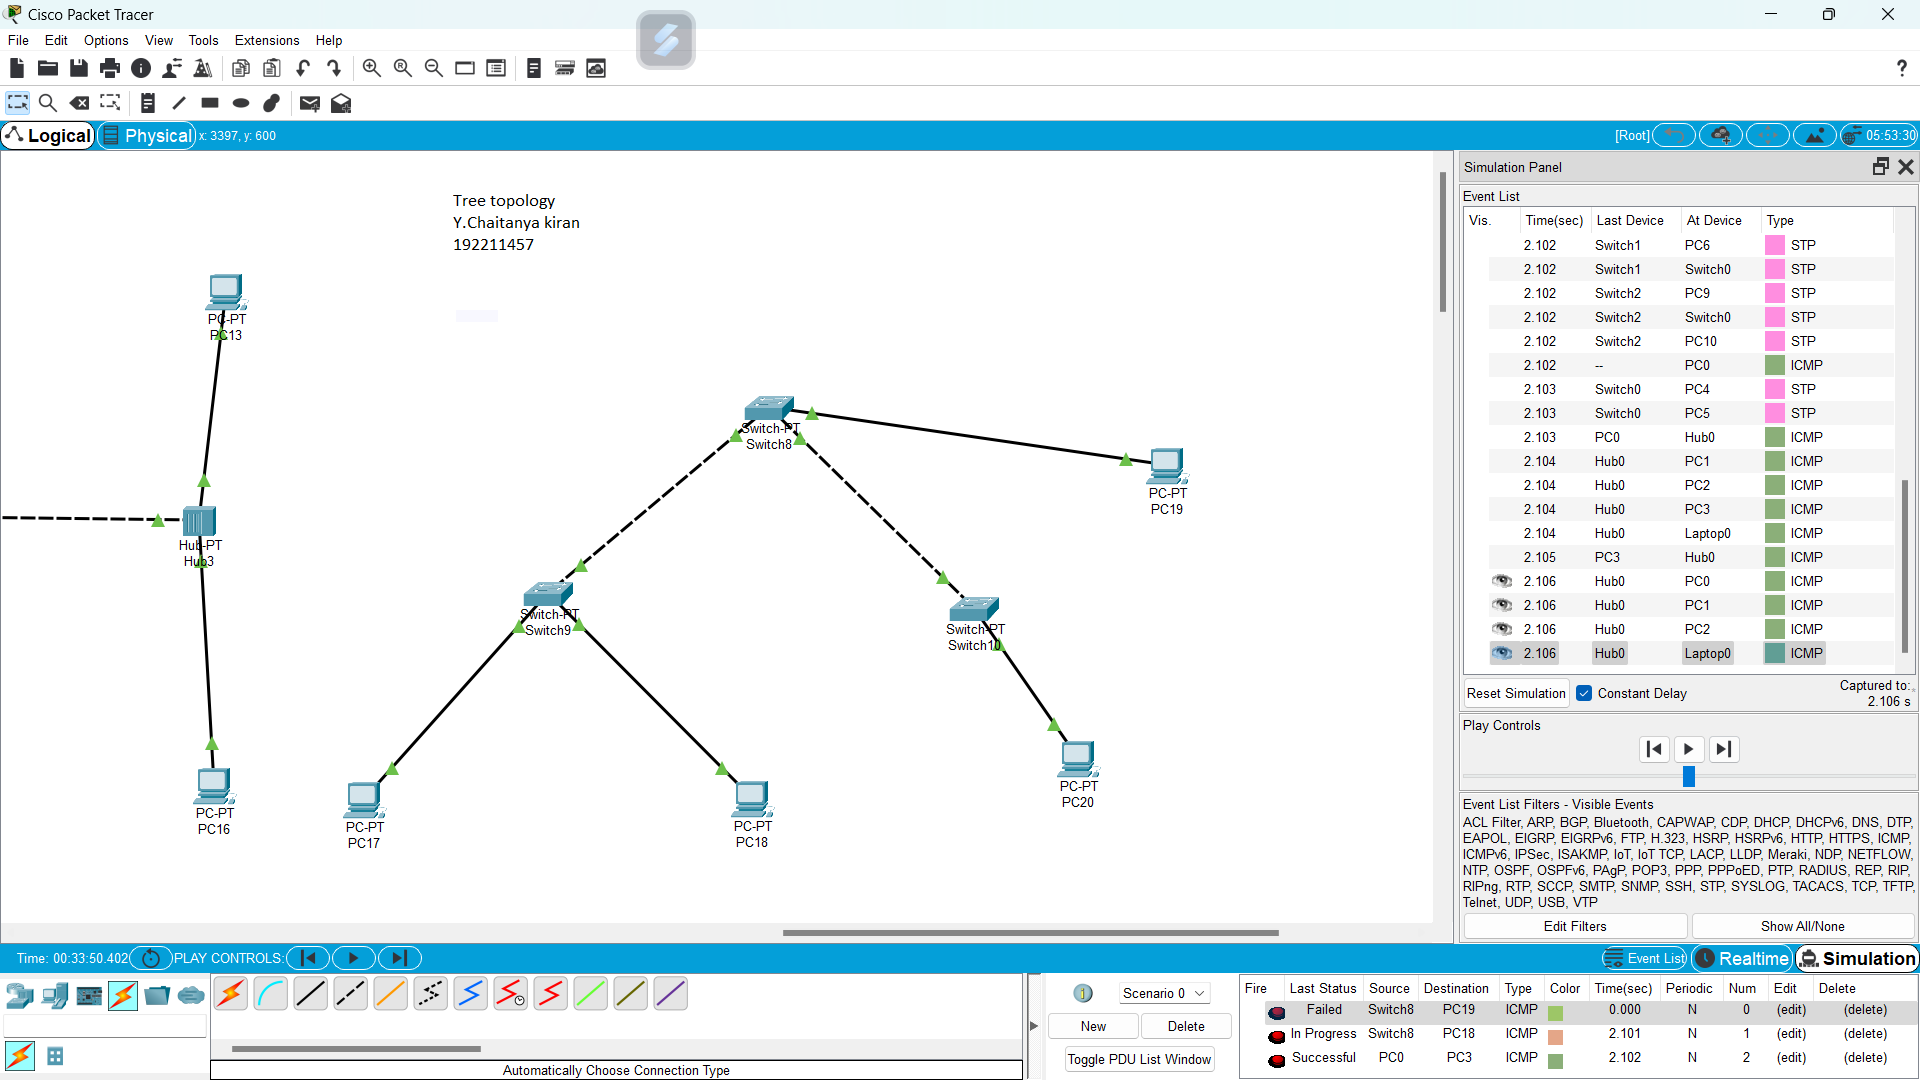 Cisco Packet Tracer
File Edit Options View Tools Extensions Help
?
Logical Physical x: 3397, y: 600 [Root] 05:53:30
Tree topology
Y.Chaitanya kiran
192211457
PC-PT
PC13
Hub-PT
Hub3
PC-PT
PC16
Switch-PT
Switch8
PC-PT
PC19
Switch-PT
Switch9
Switch-PT
Switch10
PC-PT
PC17
PC-PT
PC18
PC-PT
PC20
Simulation Panel
Event List
Vis. Time(sec) Last Device At Device Type
2.102 Switch1 PC6 STP
2.102 Switch1 Switch0 STP
2.102 Switch2 PC9 STP
2.102 Switch2 Switch0 STP
2.102 Switch2 PC10 STP
2.102 -- PC0 ICMP
2.103 Switch0 PC4 STP
2.103 Switch0 PC5 STP
2.103 PC0 Hub0 ICMP
2.104 Hub0 PC1 ICMP
2.104 Hub0 PC2 ICMP
2.104 Hub0 PC3 ICMP
2.104 Hub0 Laptop0 ICMP
2.105 PC3 Hub0 ICMP
2.106 Hub0 PC0 ICMP
2.106 Hub0 PC1 ICMP
2.106 Hub0 PC2 ICMP
2.106 Hub0 Laptop0 ICMP
Reset Simulation Constant Delay Captured to:
2.106 s
Play Controls
Event List Filters - Visible Events
ACL Filter, ARP, BGP, Bluetooth, CAPWAP, CDP, DHCP, DHCPv6, DNS, DTP,
EAPOL, EIGRP, EIGRPv6, FTP, H.323, HSRP, HSRPv6, HTTP, HTTPS, ICMP,
ICMPv6, IPSec, ISAKMP, IoT, IoT TCP, LACP, LLDP, Meraki, NDP, NETFLOW,
NTP, OSPF, OSPFv6, PAgP, POP3, PPP, PPPoED, PTP, RADIUS, REP, RIP,
RIPng, RTP, SCCP, SMTP, SNMP, SSH, STP, SYSLOG, TACACS, TCP, TFTP,
Telnet, UDP, USB, VTP
Edit Filters Show All/None
Time: 00:33:50.402 PLAY CONTROLS: Event List Realtime Simulation
Automatically Choose Connection Type
Scenario 0
New Delete
Toggle PDU List Window
Fire Last Status Source Destination Type Color Time(sec) Periodic Num Edit Delete
Failed Switch8 PC19 ICMP 0.000 N 0 (edit) (delete)
In Progress Switch8 PC18 ICMP 2.101 N 1 (edit) (delete)
Successful PC0 PC3 ICMP 2.102 N 2 (edit) (delete)